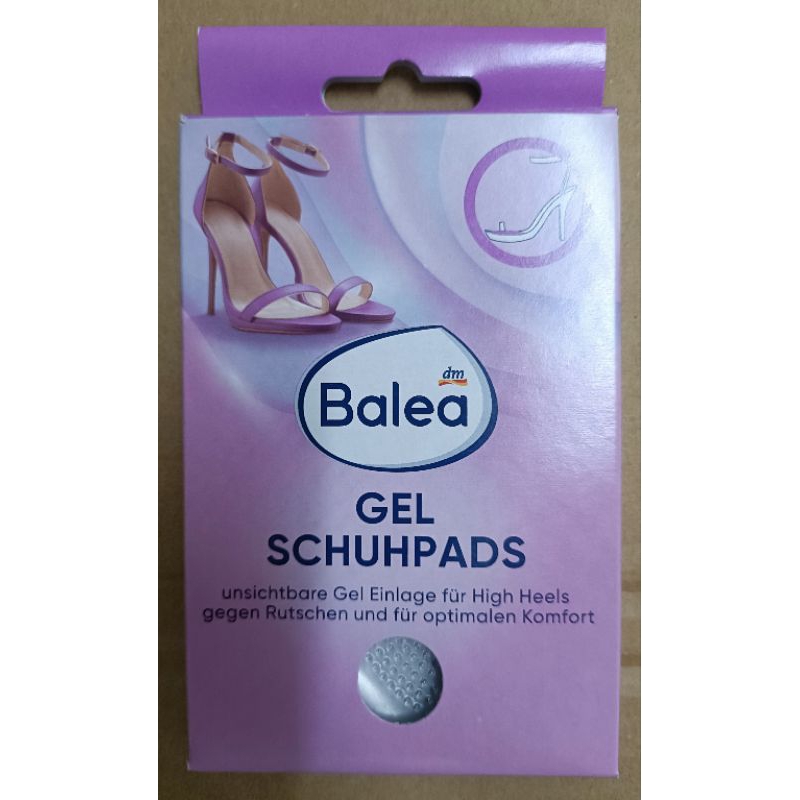 dm
Balea
GEL
SCHUHPADS
unsichtbare Gel Einlage für High Heels
gegen Rutschen und für optimalen Komfort